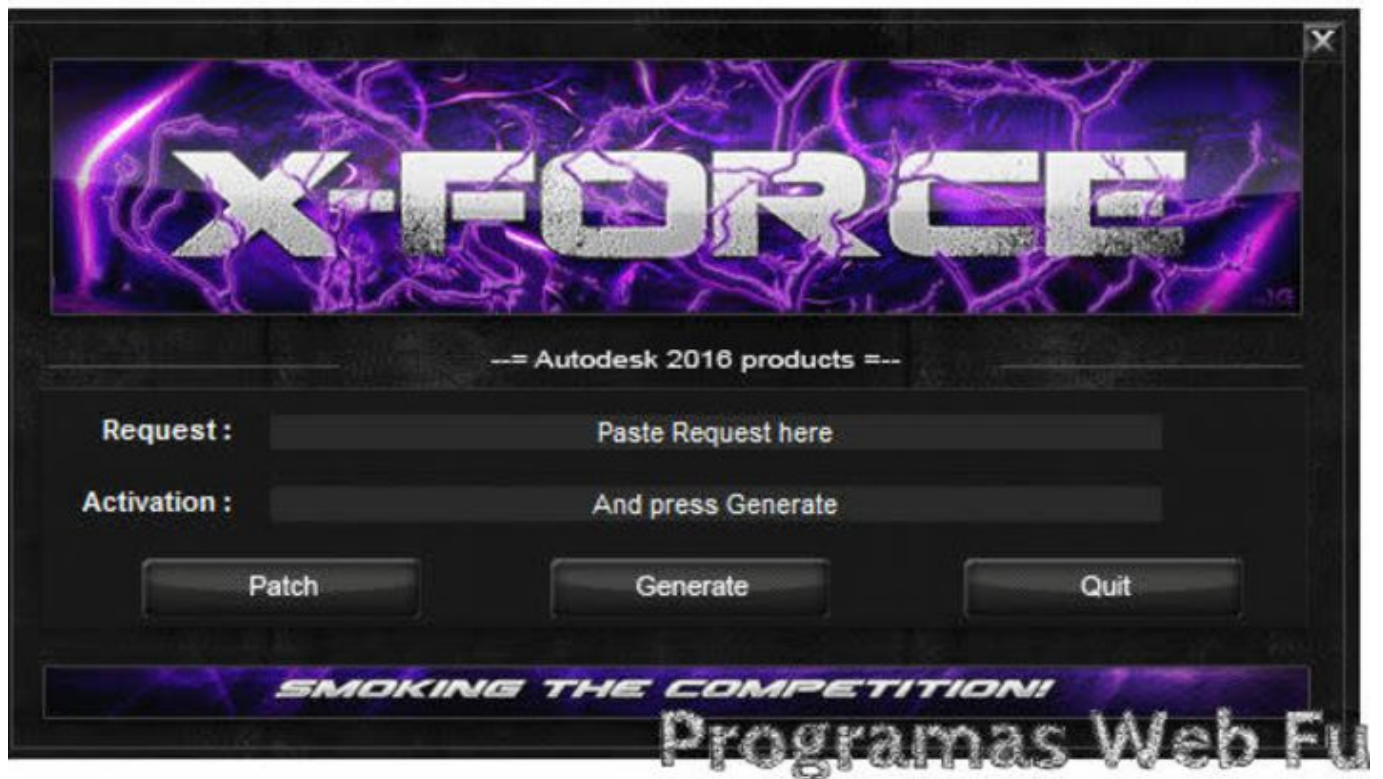 X
X-FORCE
--= Autodesk 2016 products =--
Request :
Paste Request here
Activation :
And press Generate
Patch
Generate
Quit
SMOKING THE COMPETITION!
Programas Web Fu